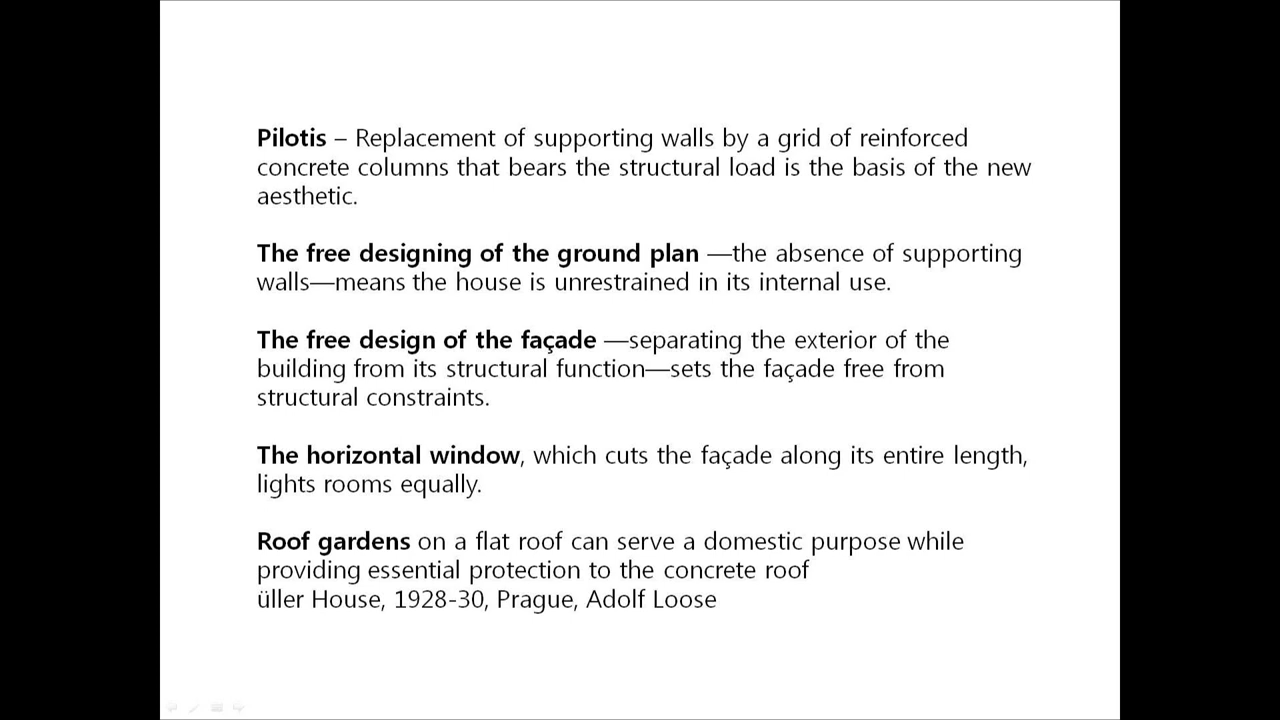 Pilotis – Replacement of supporting walls by a grid of reinforced
concrete columns that bears the structural load is the basis of the new
aesthetic.
The free designing of the ground plan —the absence of supporting
walls—means the house is unrestrained in its internal use.
The free design of the façade —separating the exterior of the
building from its structural function—sets the façade free from
structural constraints.
The horizontal window, which cuts the façade along its entire length,
lights rooms equally.
Roof gardens on a flat roof can serve a domestic purpose while
providing essential protection to the concrete roof
üller House, 1928-30, Prague, Adolf Loose